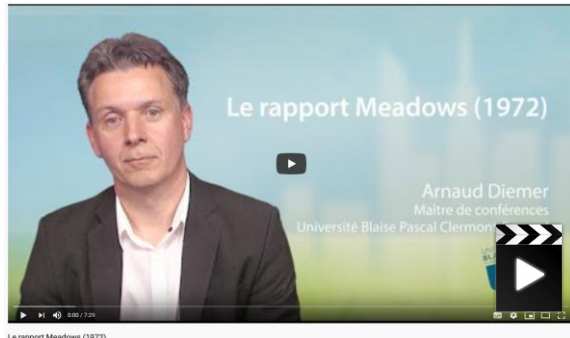 Le rapport Meadows (1972)
Arnaud Diemer
Maître de conférences
Université Blaise Pascal Clermont
0:00 / 7:29
Le rapport Meadows (1972)